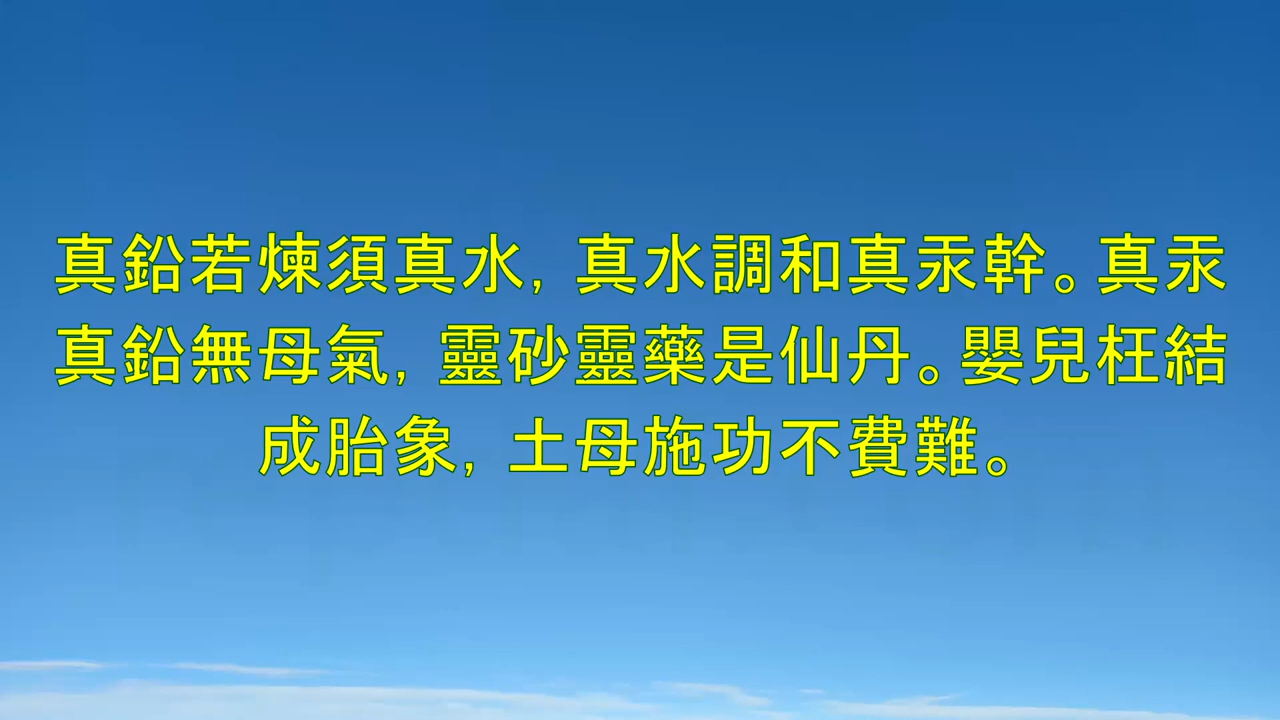 真鉛若煉須真水，真水調和真汞幹。真汞
真鉛無母氣，靈砂靈藥是仙丹。嬰兒枉結
成胎象，土母施功不費難。